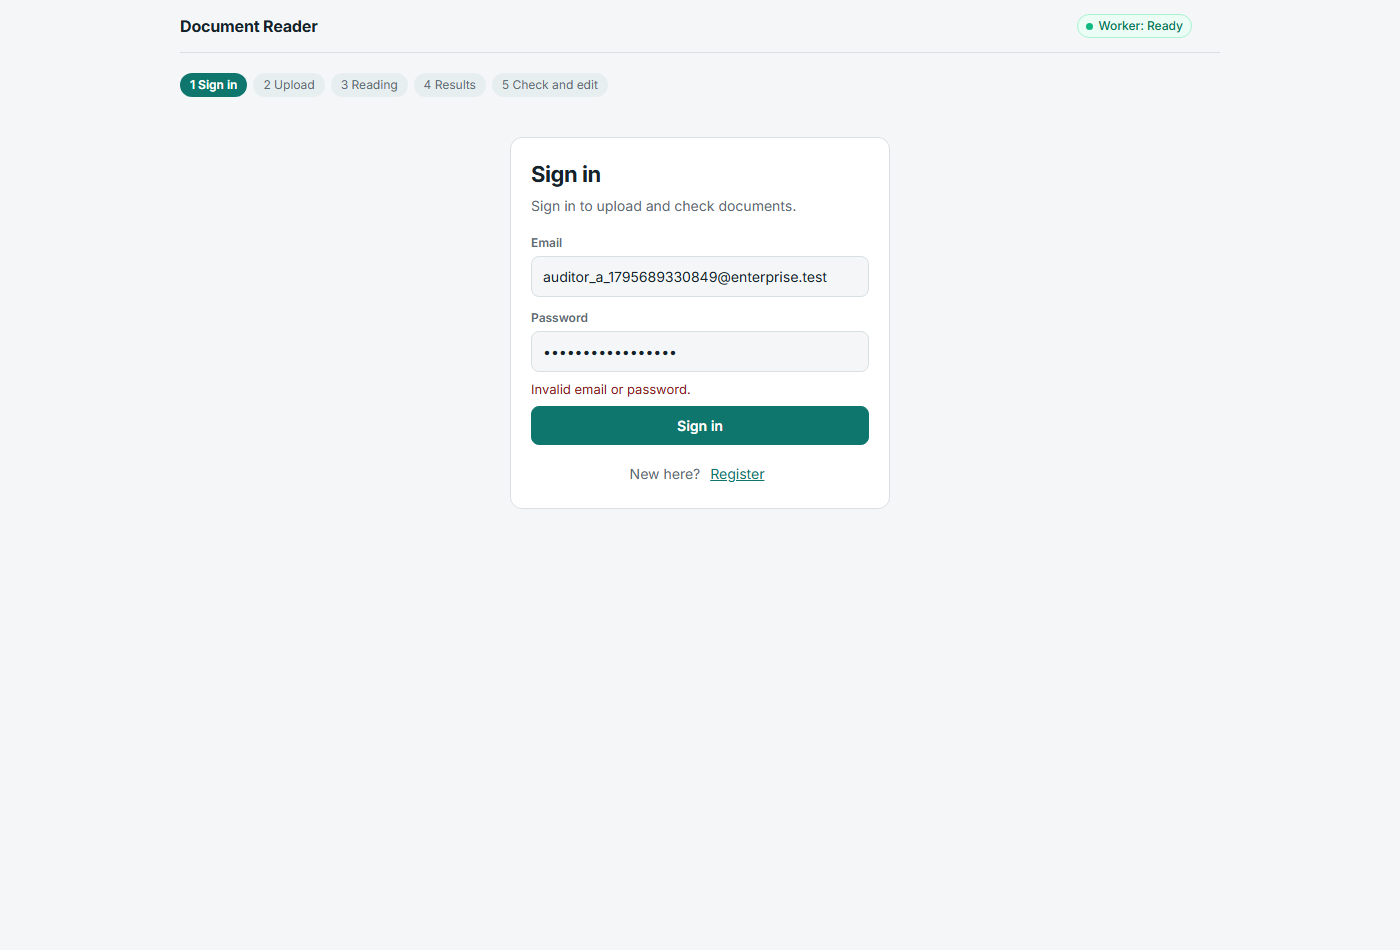 Document Reader
Worker: Ready
1 Sign in
2 Upload
3 Reading
4 Results
5 Check and edit
Sign in
Sign in to upload and check documents.
Email
auditor_a_1795689330849@enterprise.test
Password
•••••••••••••••••
Invalid email or password.
Sign in
New here? Register